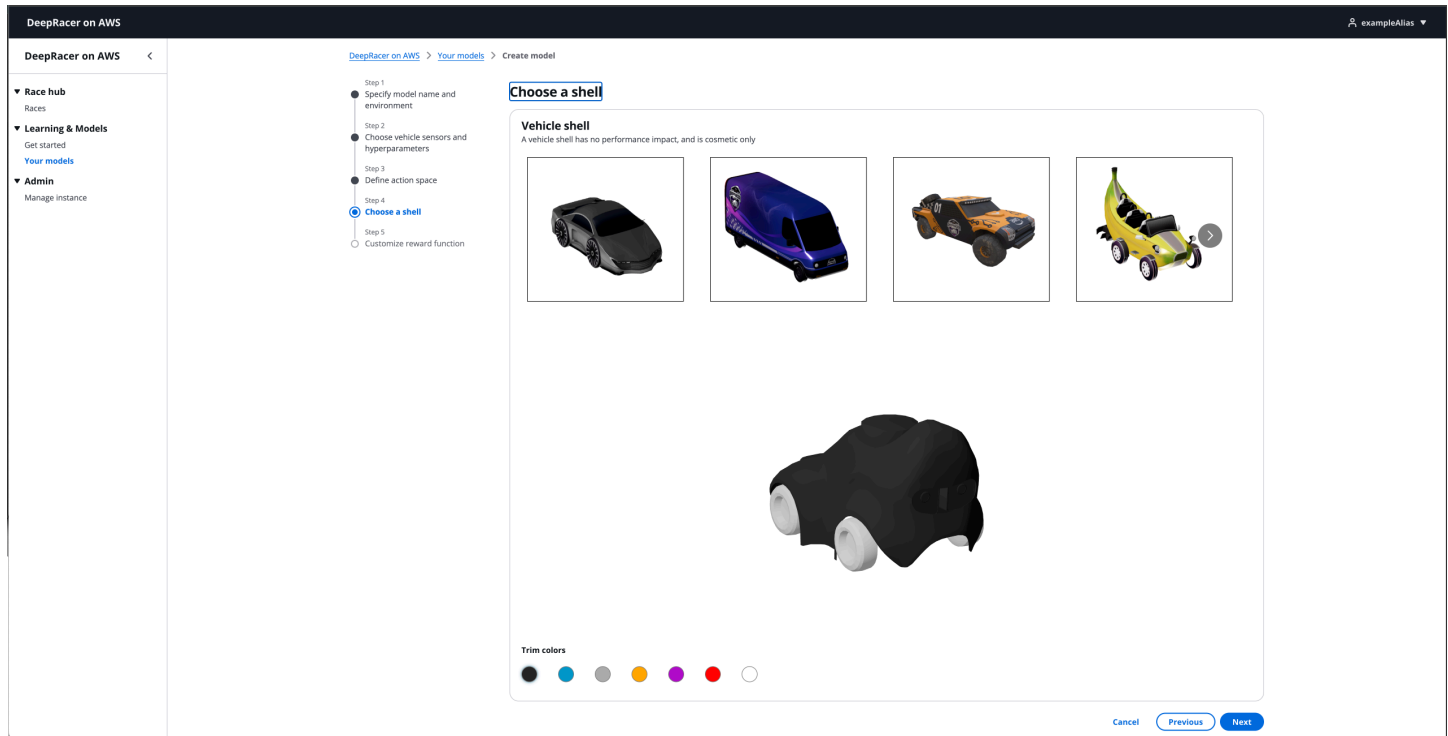 DeepRacer on AWS
exampleAlias
DeepRacer on AWS
Race hub
Races
Learning & Models
Get started
Your models
Admin
Manage instance
DeepRacer on AWS > Your models > Create model
Step 1
Specify model name and
environment
Step 2
Choose vehicle sensors and
hyperparameters
Step 3
Define action space
Step 4
Choose a shell
Step 5
Customize reward function
Choose a shell
Vehicle shell
A vehicle shell has no performance impact, and is cosmetic only
01
Trim colors
Cancel
Previous
Next